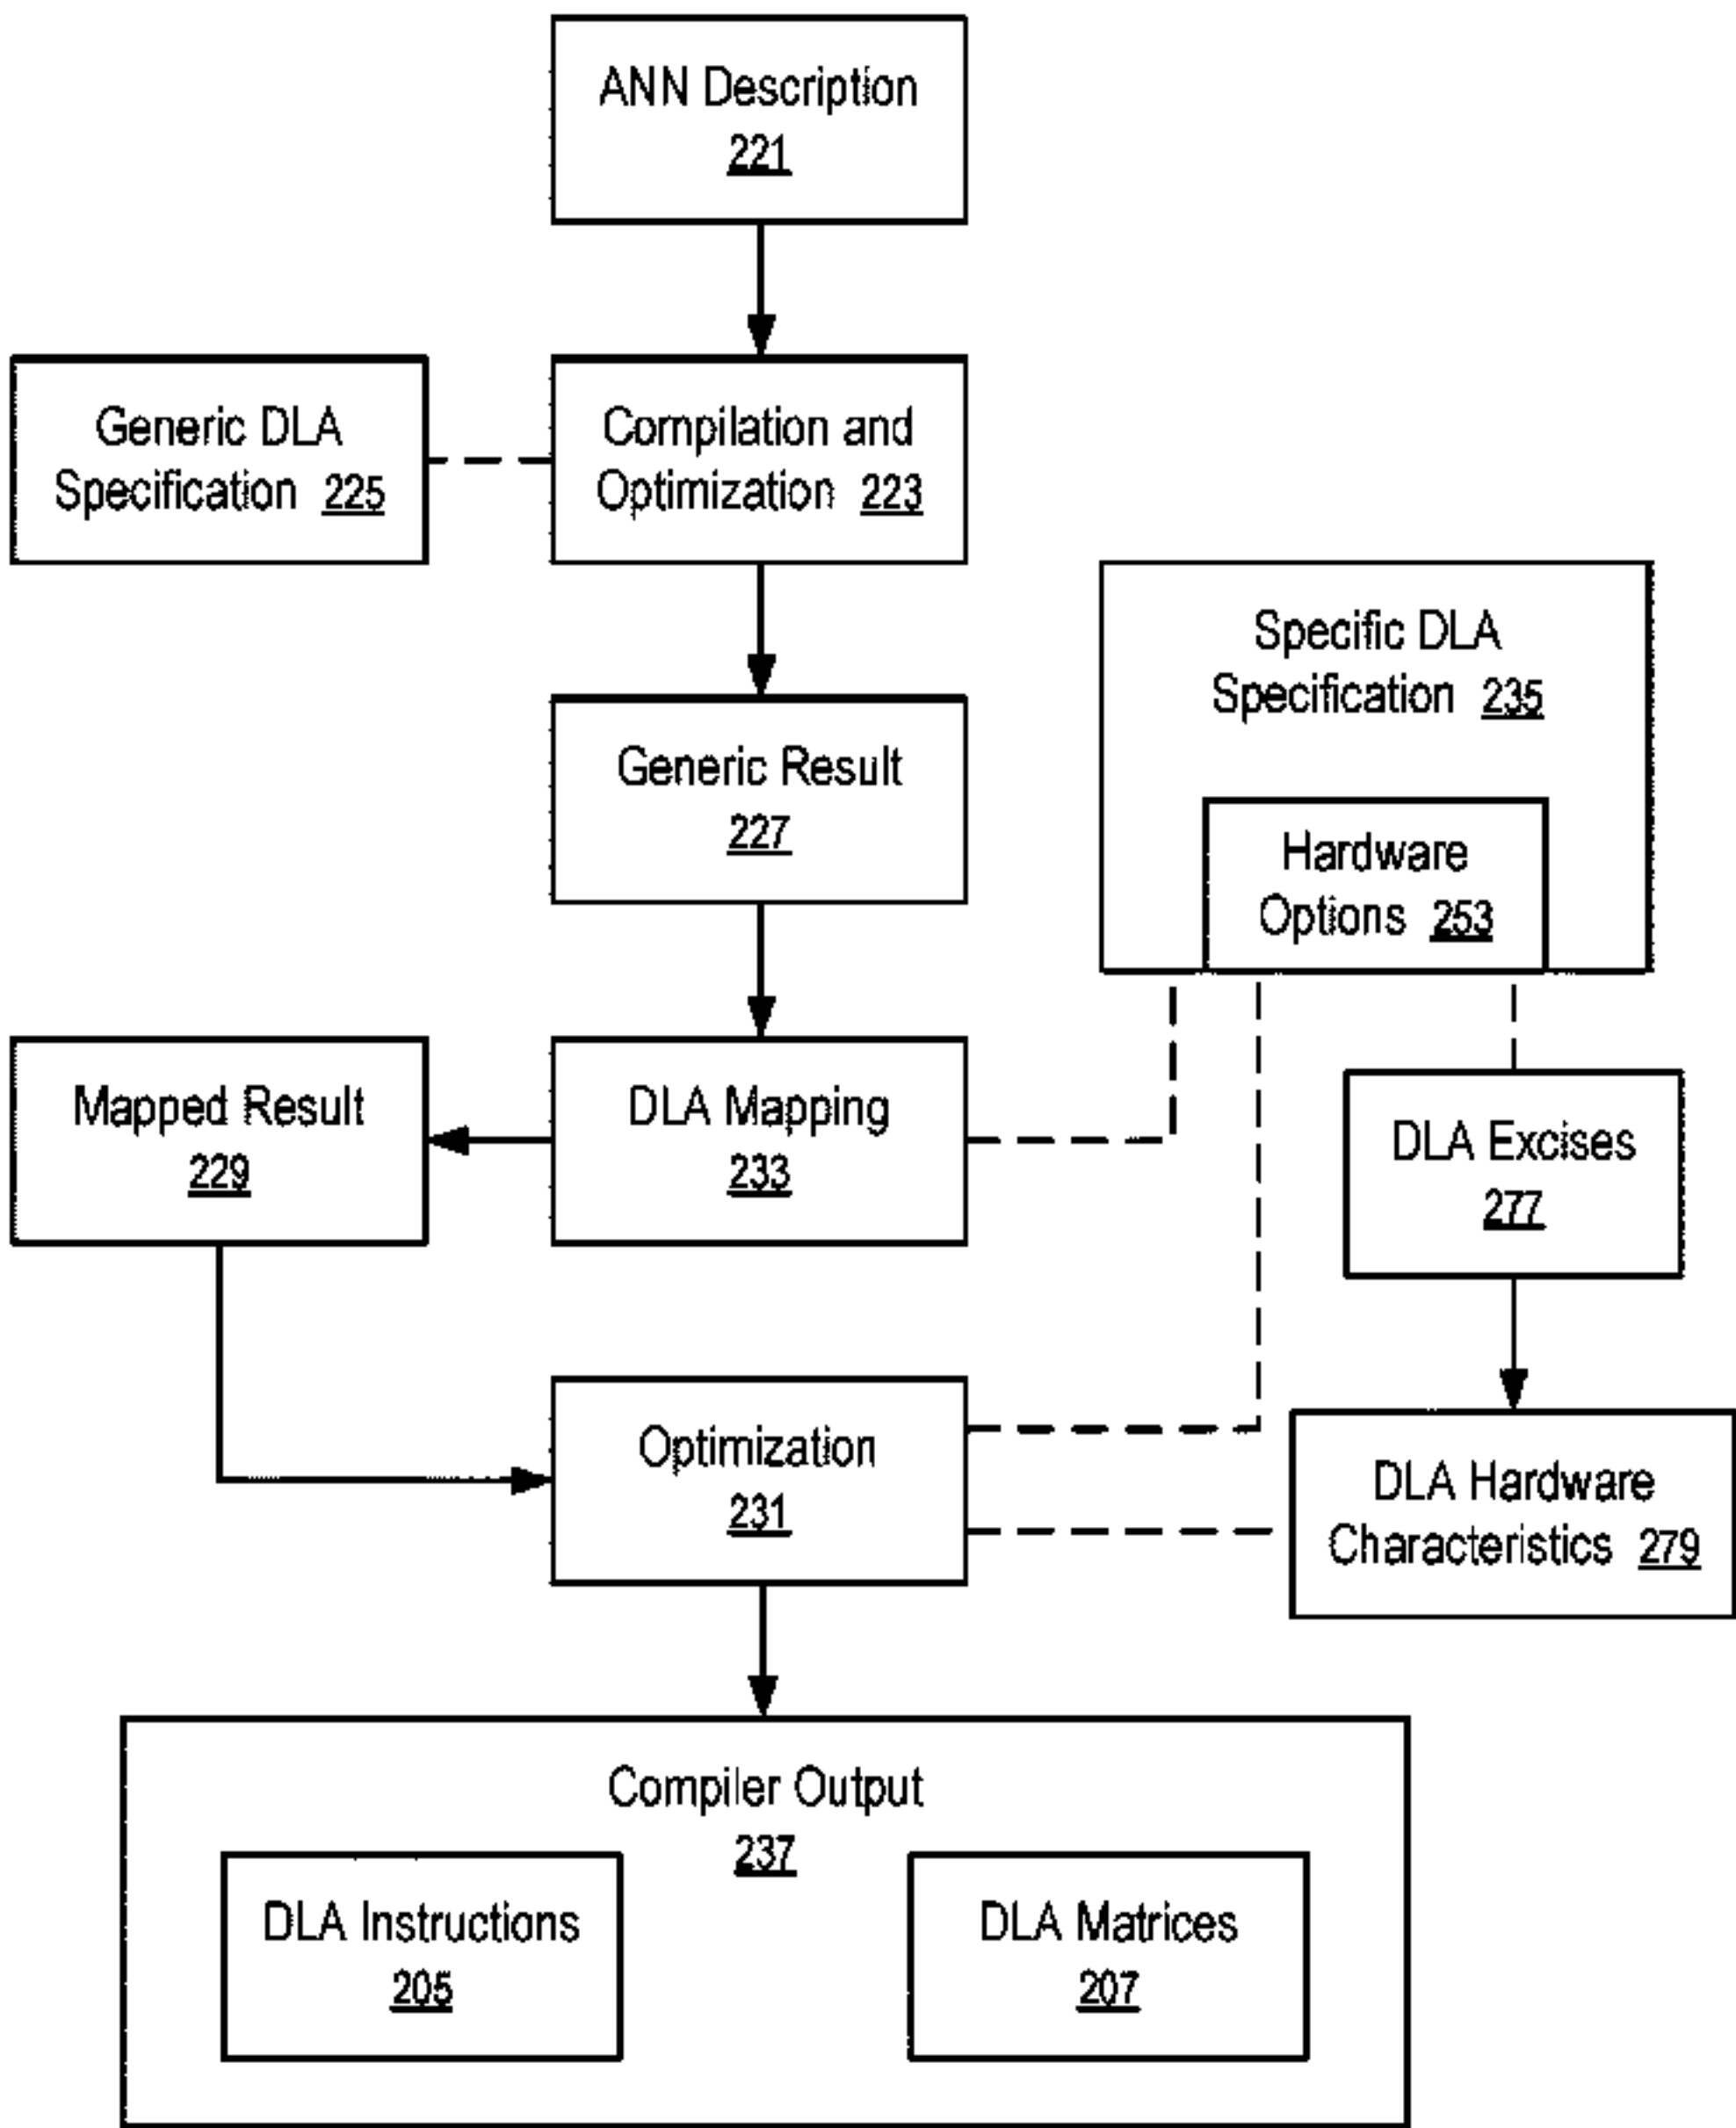 ANN Description
221
Generic DLA
Specification 225
Compilation and
Optimization 223
Specific DLA
Specification 235
Generic Result
227
Hardware
Options 253
Mapped Result
229
DLA Mapping
233
DLA Excises
277
Optimization
231
DLA Hardware
Characteristics 279
Compiler Output
237
DLA Instructions
205
DLA Matrices
207